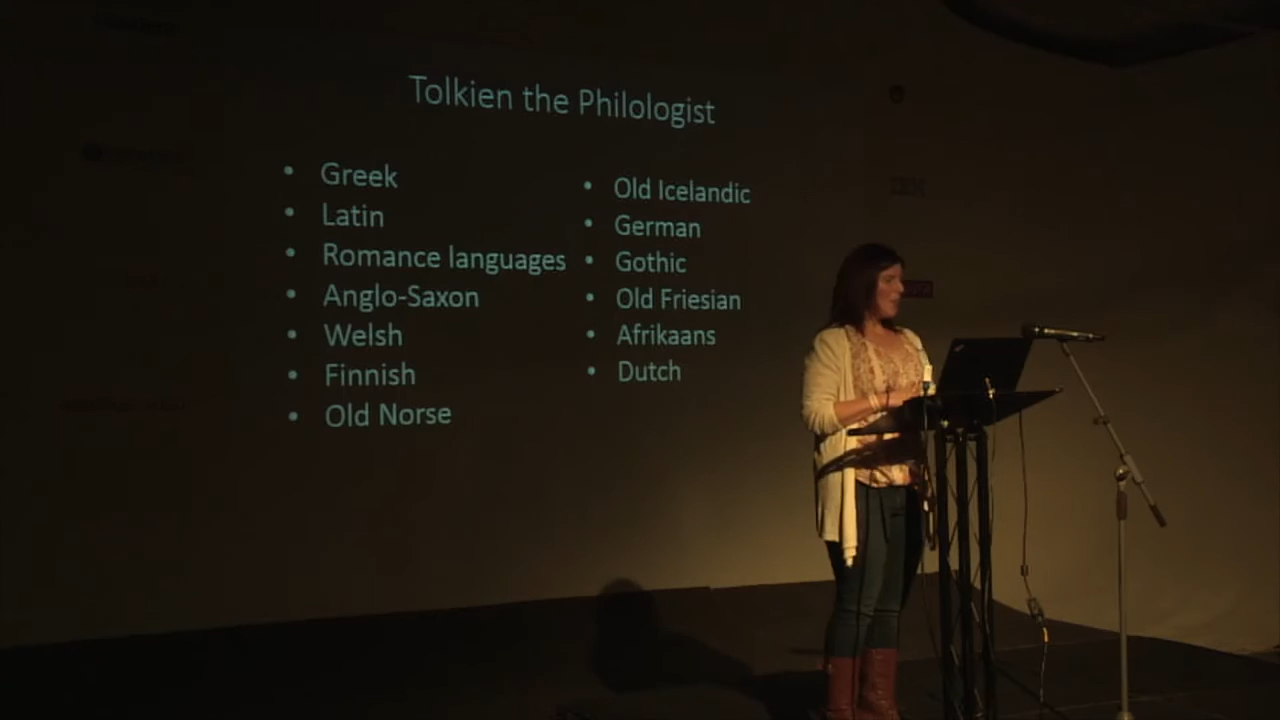 Tolkien the Philologist
• Greek
• Latin
• Romance languages
• Anglo-Saxon
• Welsh
• Finnish
• Old Norse
• Old Icelandic
• German
• Gothic
• Old Friesian
• Afrikaans
• Dutch